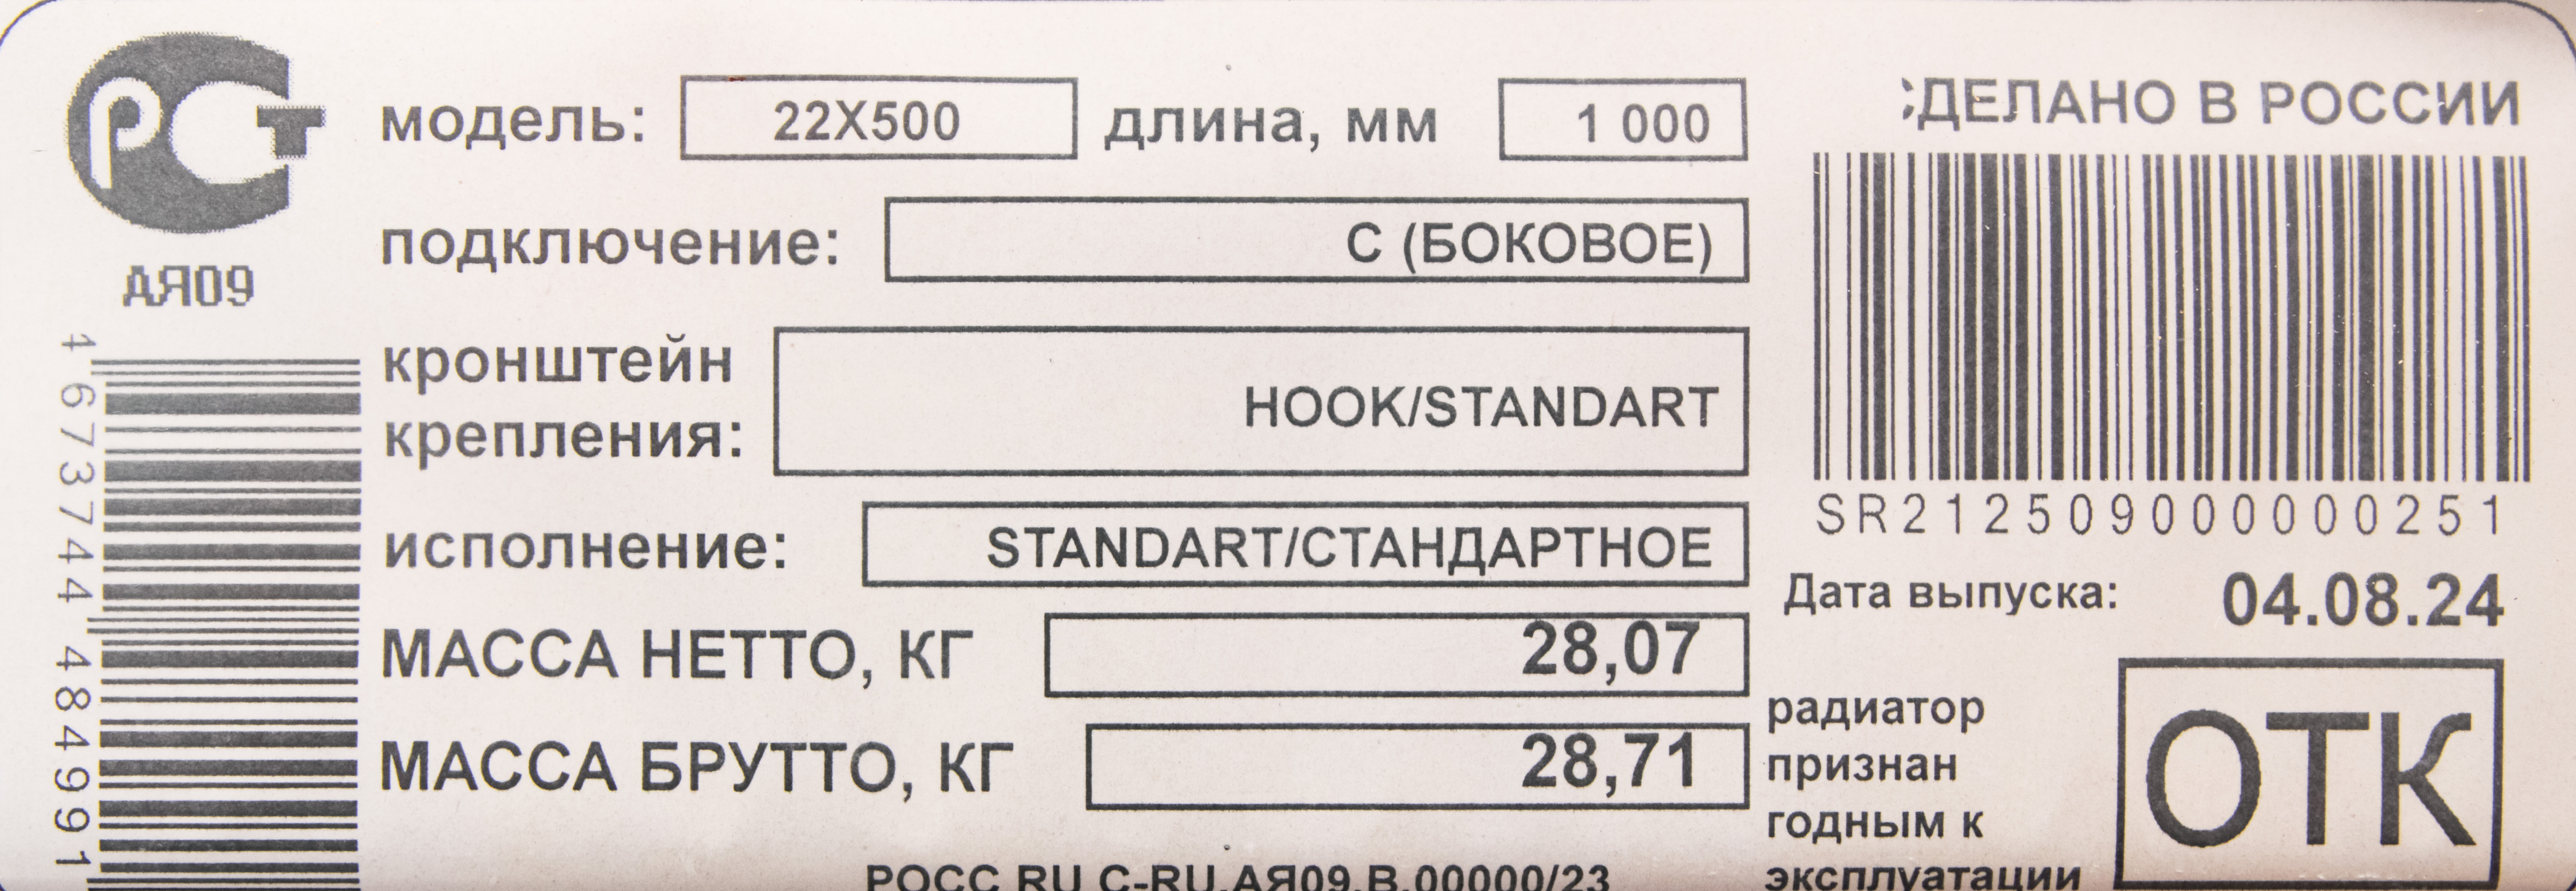 РСТ
АЯ09
4 673744 484991
модель: 22X500 длина, мм 1 000
подключение: С (БОКОВОЕ)
кронштейн
крепления: HOOK/STANDART
исполнение: STANDART/СТАНДАРТНОЕ
МАССА НЕТТО, КГ 28,07
МАССА БРУТТО, КГ 28,71
РОСС RU С-RU.АЯ09.В.00000/23
СДЕЛАНО В РОССИИ
SR212509000000251
Дата выпуска: 04.08.24
радиатор
признан
годным к
эксплуатации
ОТК